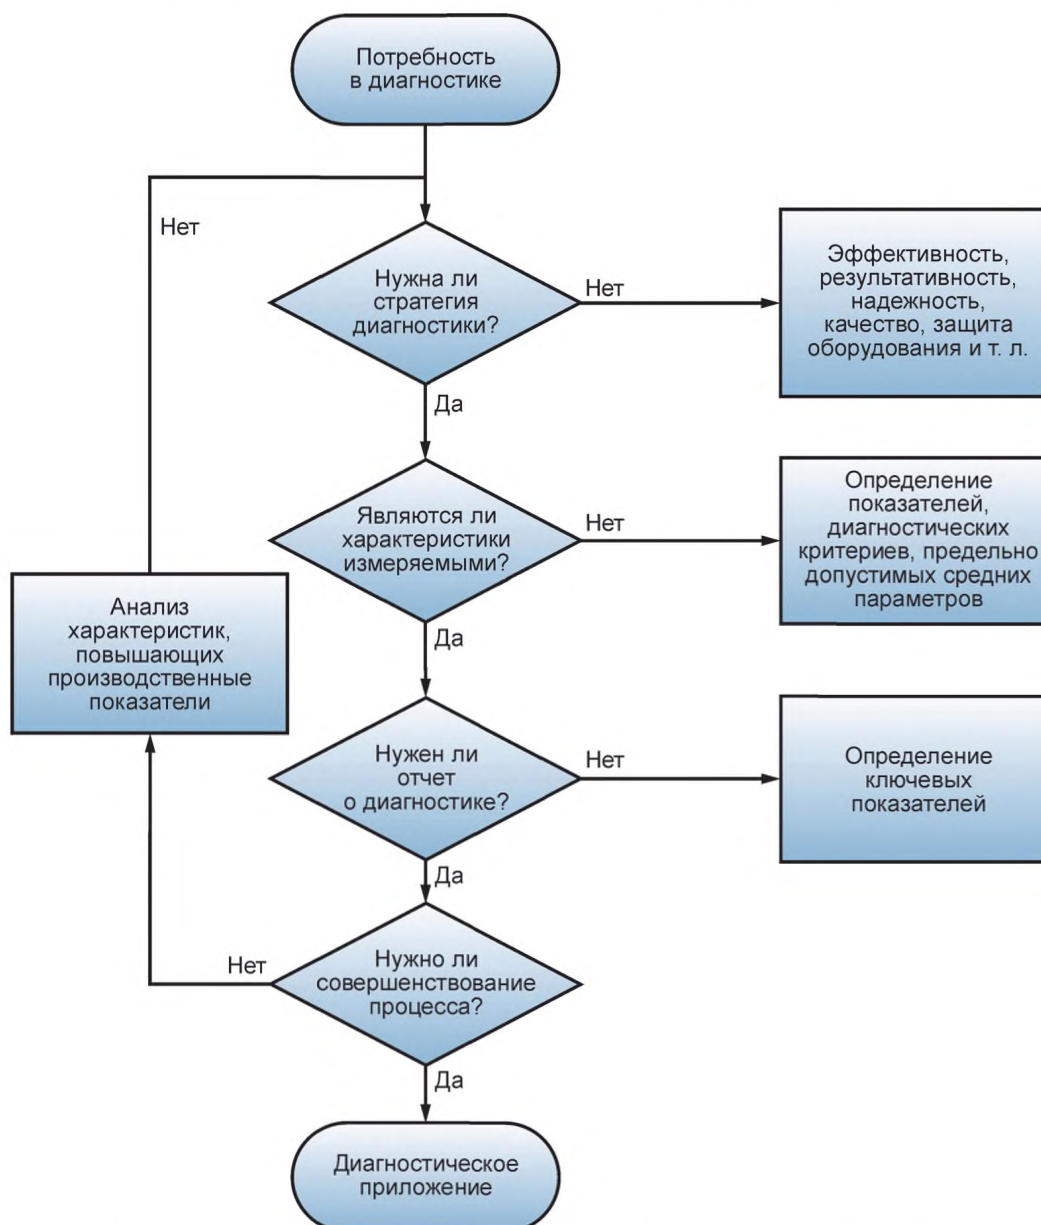 Потребность
в диагностике
Нет
Нужна ли
стратегия
диагностики?
Нет
Эффективность,
результативность,
надежность,
качество, защита
оборудования и т. л.
Да
Являются ли
характеристики
измеряемыми?
Нет
Определение
показателей,
диагностических
критериев, предельно
допустимых средних
параметров
Анализ
характеристик,
повышающих
производственные
показатели
Да
Нужен ли
отчет
о диагностике?
Нет
Определение
ключевых
показателей
Да
Нужно ли
совершенствование
процесса?
Нет
Да
Диагностическое
приложение